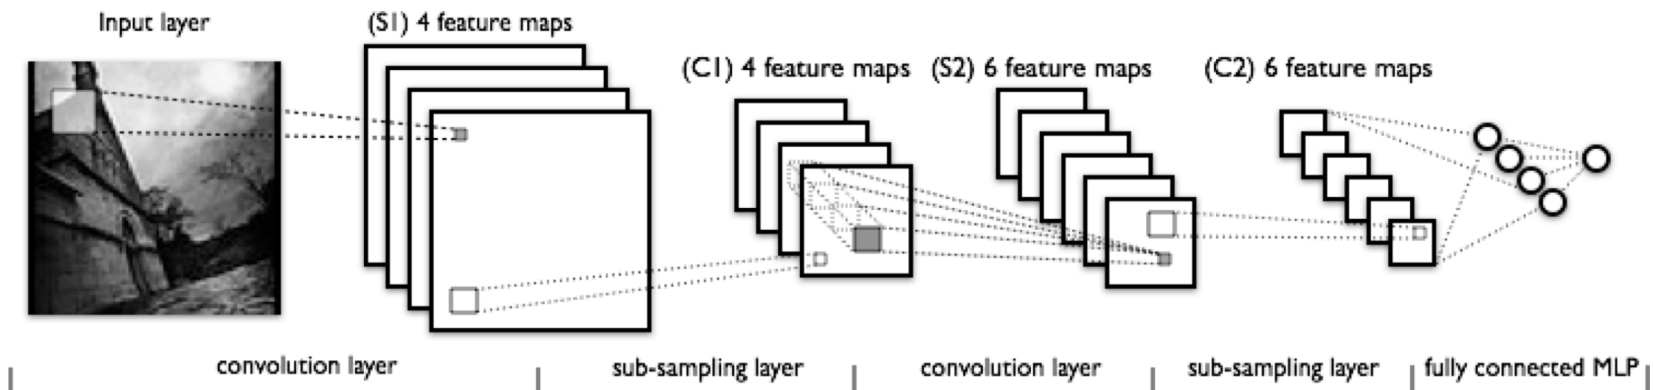 Input layer
(S1) 4 feature maps
(C1) 4 feature maps
(S2) 6 feature maps
(C2) 6 feature maps
convolution layer
sub-sampling layer
convolution layer
sub-sampling layer
fully connected MLP